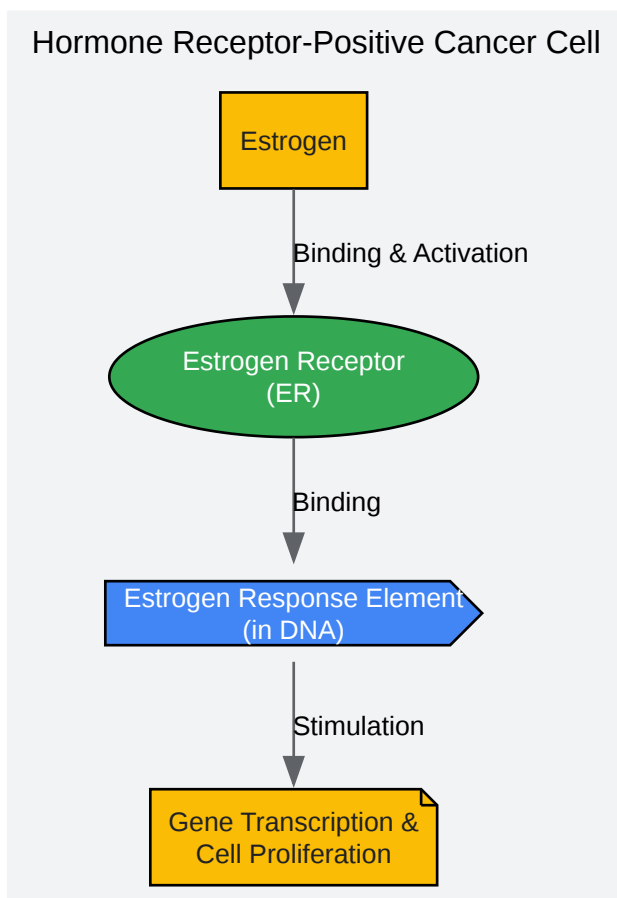 Hormone Receptor-Positive Cancer Cell
Estrogen
Binding & Activation
Estrogen Receptor
(ER)
Binding
Estrogen Response Element
(in DNA)
Stimulation
Gene Transcription &
Cell Proliferation